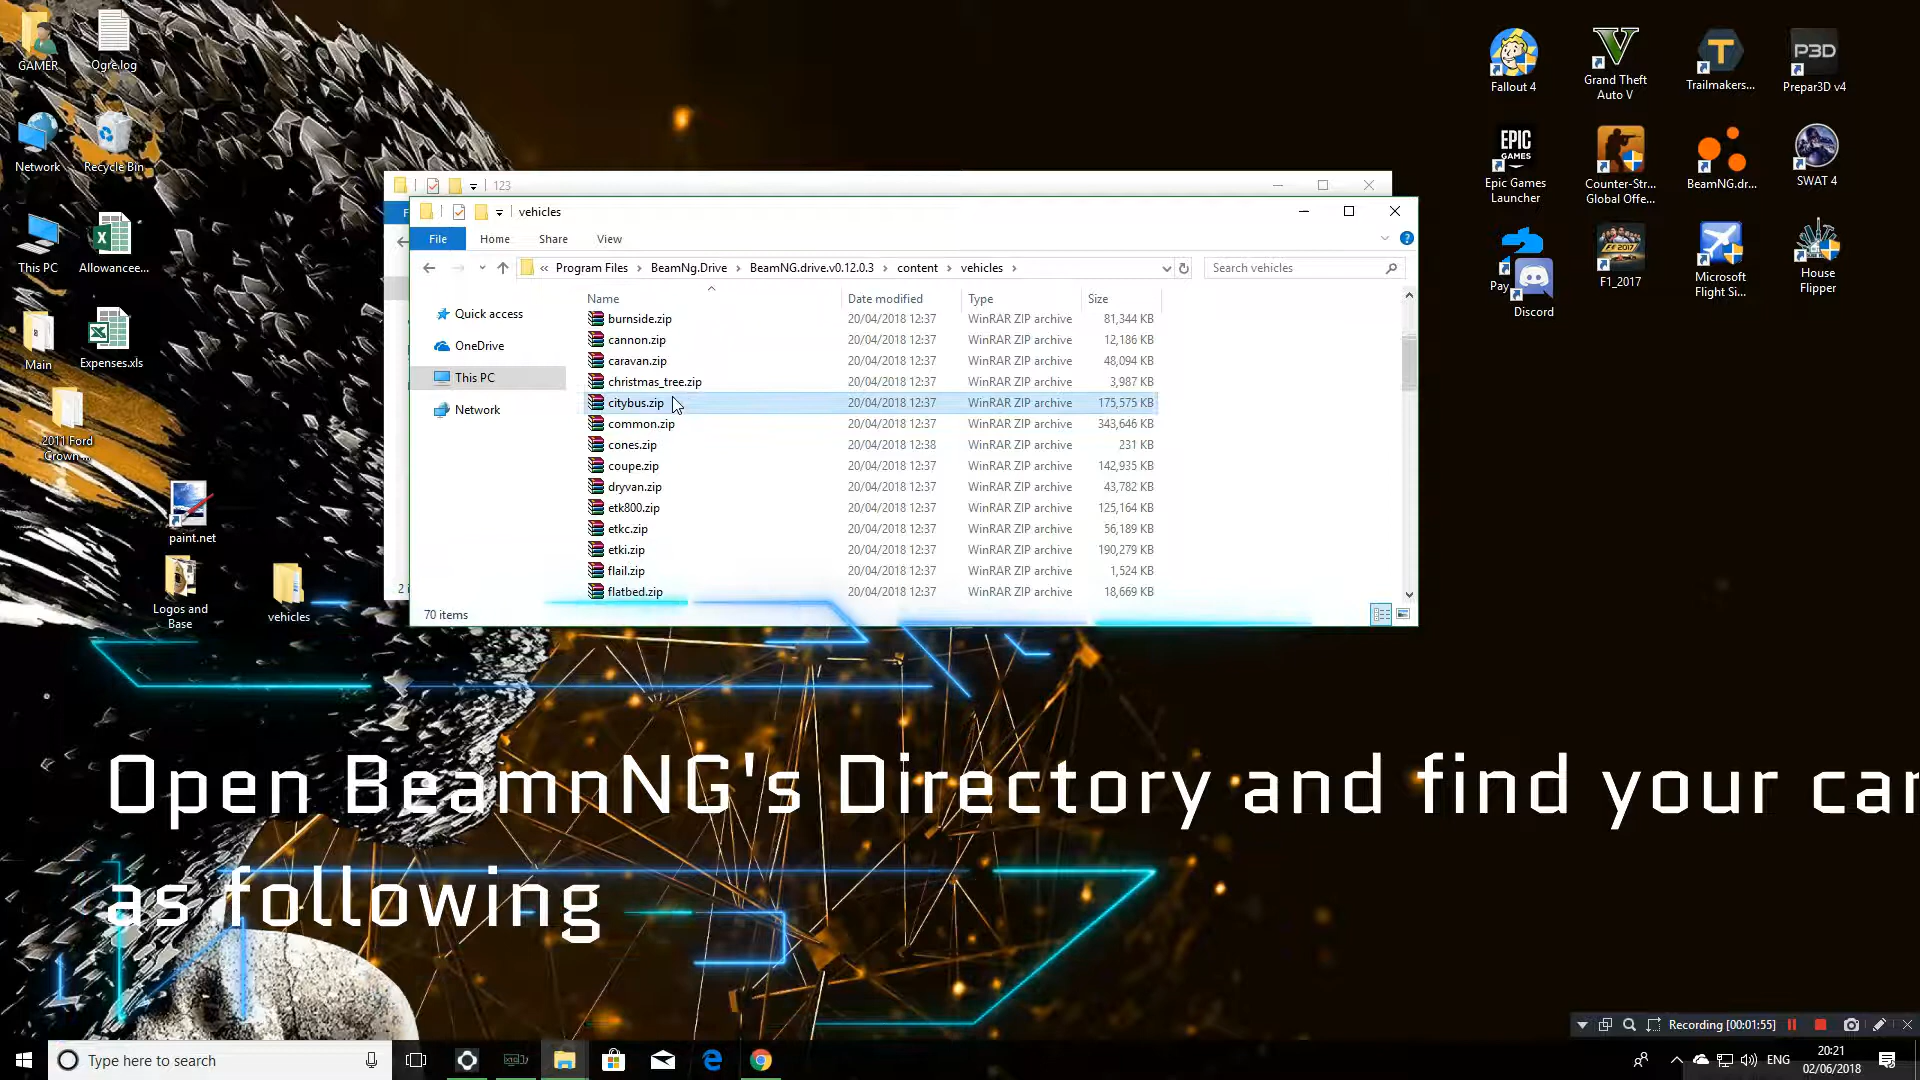 GAMER
Ogre.log
Network
Recycle Bin
This PC
Allowancee...
Main
Expenses.xls
2011 Ford
Crown ...
paint.net
Logos and
Base
vehicles
Fallout 4
Grand Theft
Auto V
Trailmakers...
P3D
Prepar3D v4
EPIC
GAMES
Epic Games
Launcher
Counter-Str...
Global Offe...
BeamNG.dr...
SWAT 4
Pay
Discord
F1 2017
F1_2017
Microsoft
Flight Si...
House
Flipper
123
vehicles
File
Home
Share
View
« Program Files › BeamNg.Drive › BeamNG.drive.v0.12.0.3 › content › vehicles ›
Search vehicles
Quick access
OneDrive
This PC
Network
Name Date modified Type Size
burnside.zip 20/04/2018 12:37 WinRAR ZIP archive 81,344 KB
cannon.zip 20/04/2018 12:37 WinRAR ZIP archive 12,186 KB
caravan.zip 20/04/2018 12:37 WinRAR ZIP archive 48,094 KB
christmas_tree.zip 20/04/2018 12:37 WinRAR ZIP archive 3,987 KB
citybus.zip 20/04/2018 12:37 WinRAR ZIP archive 175,575 KB
common.zip 20/04/2018 12:37 WinRAR ZIP archive 343,646 KB
cones.zip 20/04/2018 12:38 WinRAR ZIP archive 231 KB
coupe.zip 20/04/2018 12:37 WinRAR ZIP archive 142,935 KB
dryvan.zip 20/04/2018 12:37 WinRAR ZIP archive 43,782 KB
etk800.zip 20/04/2018 12:37 WinRAR ZIP archive 125,164 KB
etkc.zip 20/04/2018 12:37 WinRAR ZIP archive 56,189 KB
etki.zip 20/04/2018 12:37 WinRAR ZIP archive 190,279 KB
flail.zip 20/04/2018 12:37 WinRAR ZIP archive 1,524 KB
flatbed.zip 20/04/2018 12:37 WinRAR ZIP archive 18,669 KB
70 items
Open BeamnNG's Directory and find your car
as following
Recording [00:01:55]
Type here to search
ENG
20:21
02/06/2018